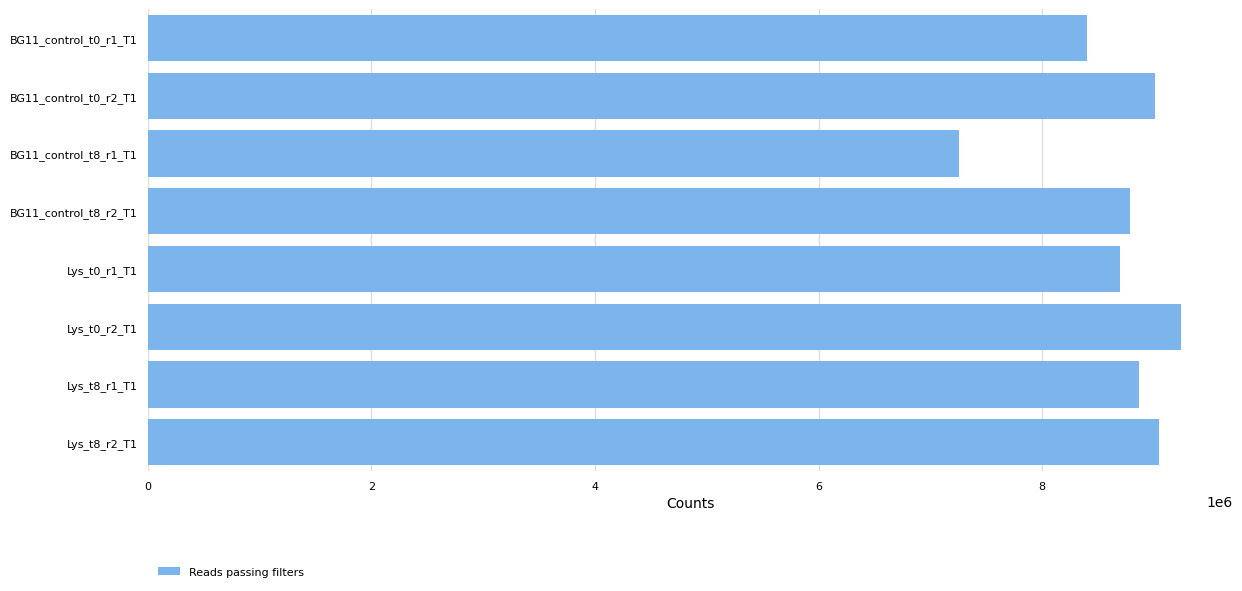 BG11_control_t0_r1_T1
BG11_control_t0_r2_T1
BG11_control_t8_r1_T1
BG11_control_t8_r2_T1
Lys_t0_r1_T1
Lys_t0_r2_T1
Lys_t8_r1_T1
Lys_t8_r2_T1
0 2 4 6 8
Counts
1e6
Reads passing filters